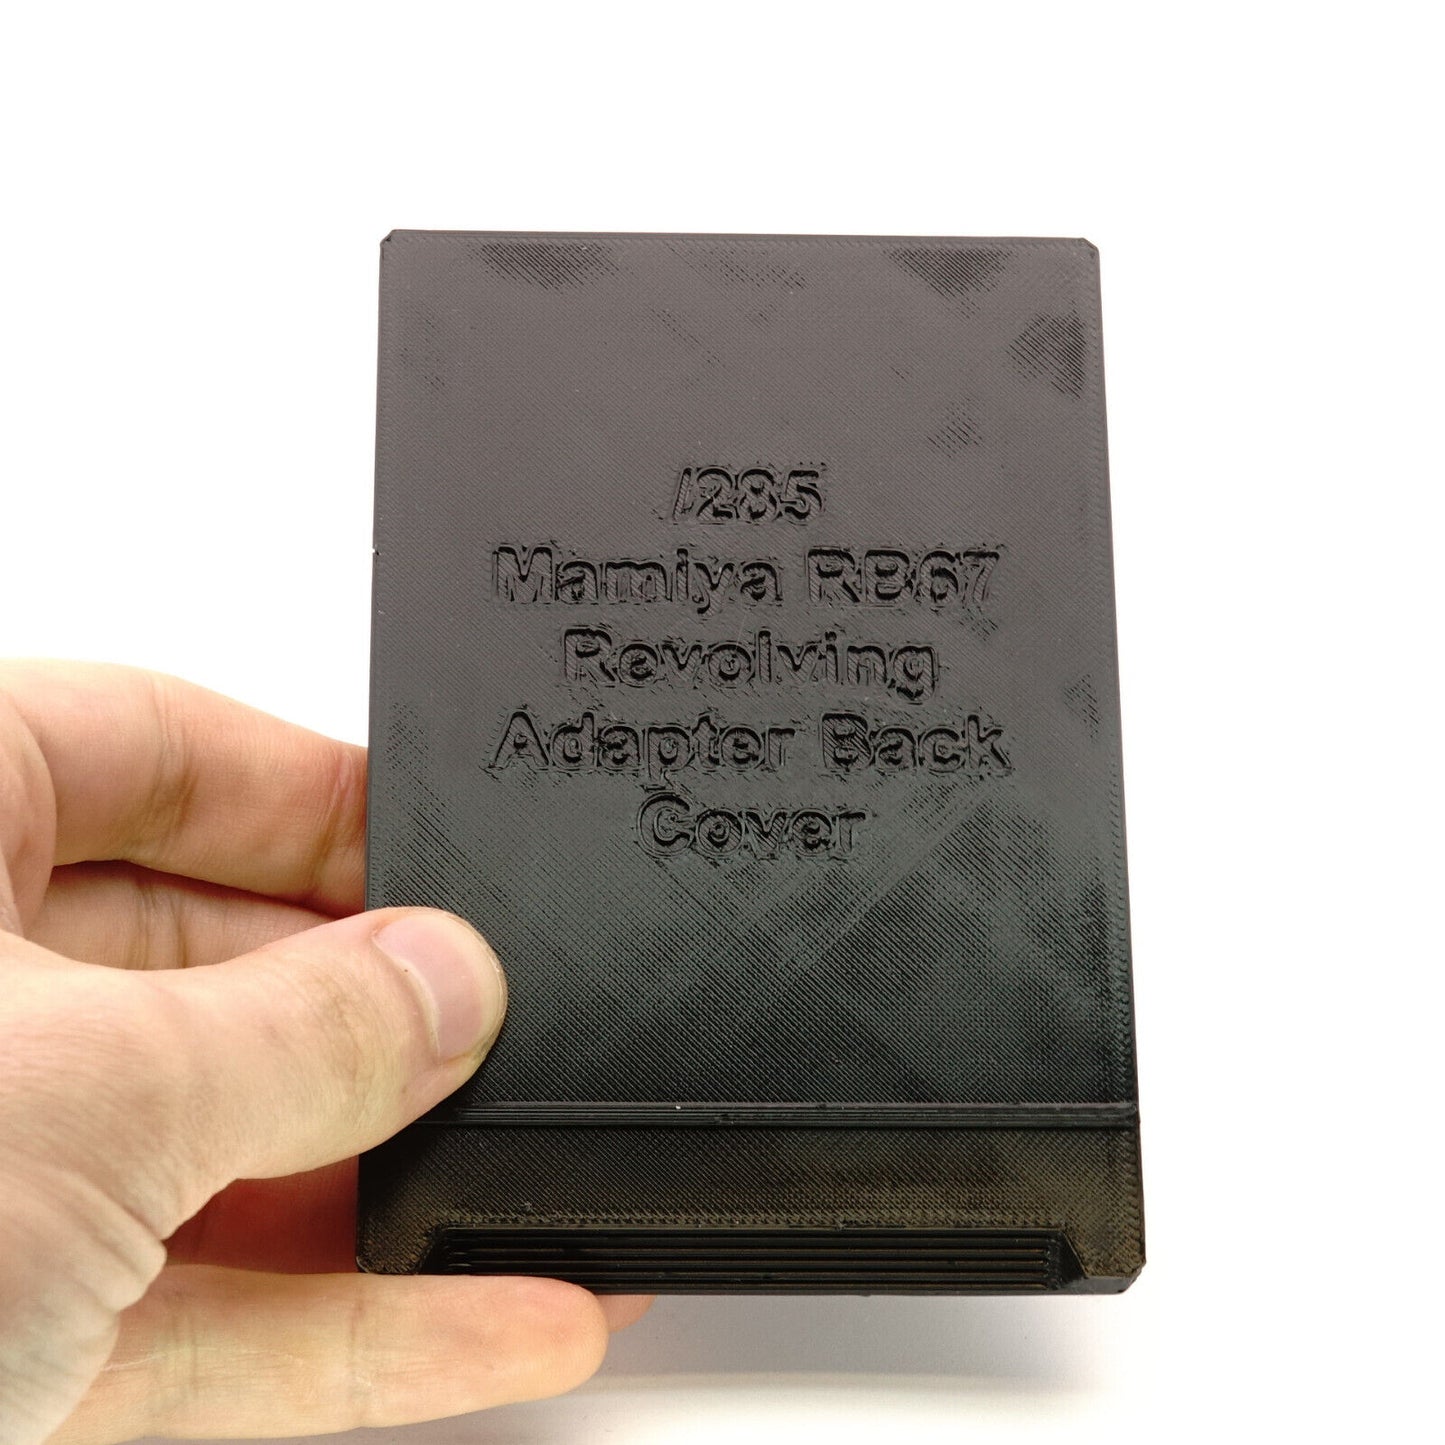 /285
Mamiya RB67
Revolving
Adapter Back
Cover